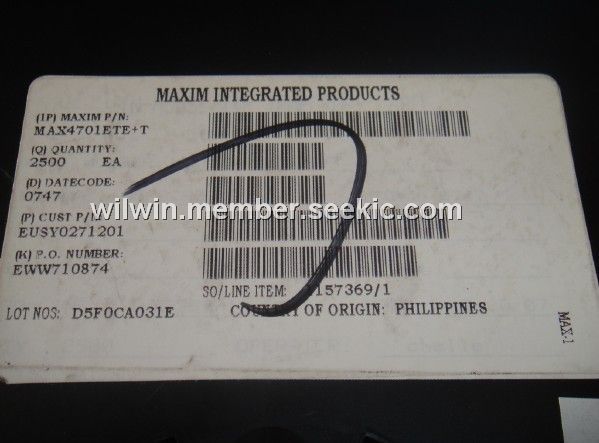 MAXIM INTEGRATED PRODUCTS
(1P) MAXIM P/N:
MAX4701ETE+T
(Q) QUANTITY:
2500 EA
(D) DATECODE:
0747
(P) CUST P/N:
EUSY0271201
(K) P.O. NUMBER:
EWW710874
SO/LINE ITEM: 157369/1
LOT NOS: D5F0CA031E
COUNTRY OF ORIGIN: PHILIPPINES
MAX-1
wilwin.member.seekic.com